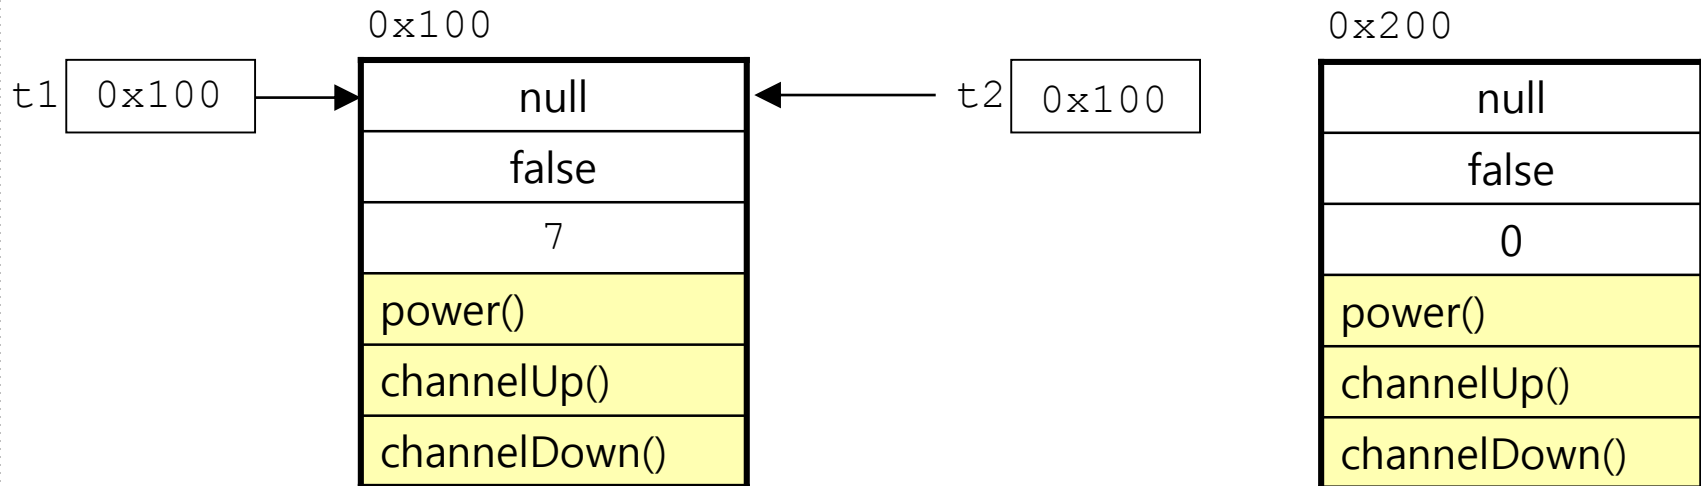 0x100
0x200
t1
0x100
null
t2
0x100
null
false
false
7
0
power()
power()
channelUp()
channelUp()
channelDown()
channelDown()